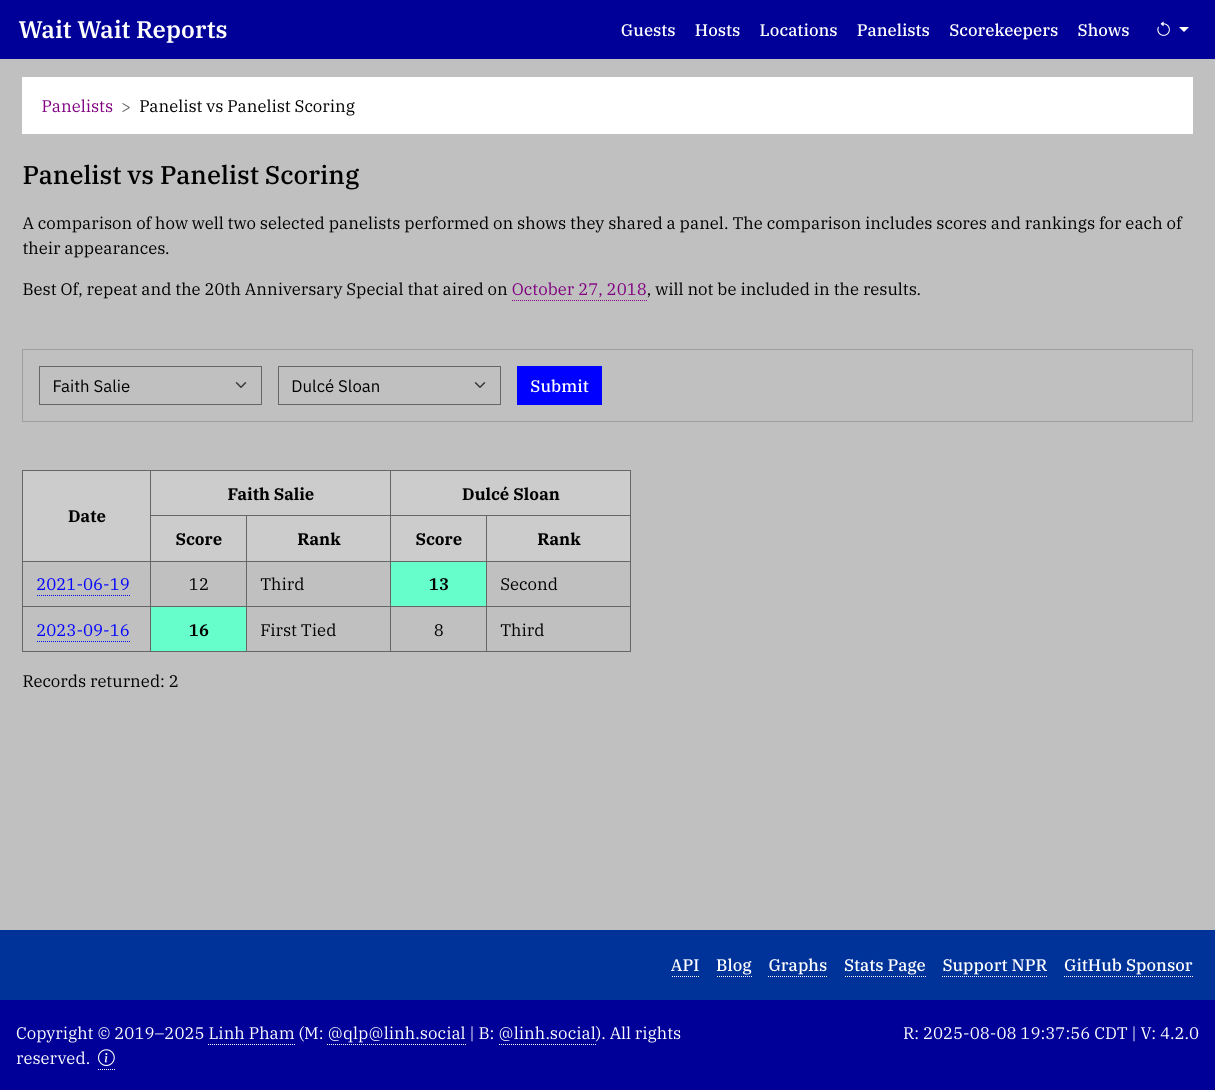 Wait Wait Reports
Guests Hosts Locations Panelists Scorekeepers Shows
Panelists > Panelist vs Panelist Scoring
Panelist vs Panelist Scoring
A comparison of how well two selected panelists performed on shows they shared a panel. The comparison includes scores and rankings for each of
their appearances.
Best Of, repeat and the 20th Anniversary Special that aired on October 27, 2018, will not be included in the results.
Faith Salie Dulcé Sloan Submit
Date Faith Salie Dulcé Sloan
Score Rank Score Rank
2021-06-19 12 Third 13 Second
2023-09-16 16 First Tied 8 Third
Records returned: 2
API Blog Graphs Stats Page Support NPR GitHub Sponsor
Copyright © 2019–2025 Linh Pham (M: @qlp@linh.social | B: @linh.social). All rights
reserved.
R: 2025-08-08 19:37:56 CDT | V: 4.2.0